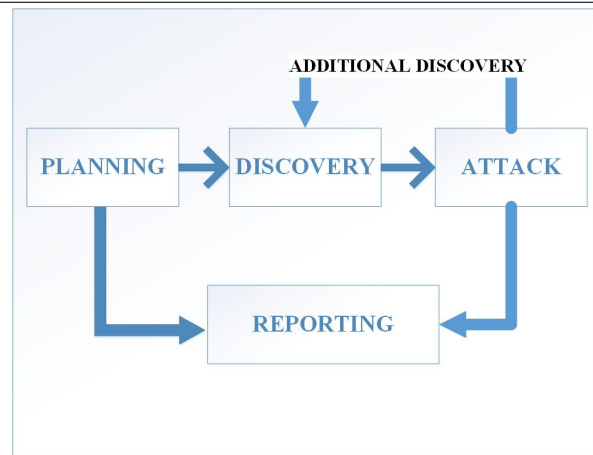 ADDITIONAL DISCOVERY
PLANNING
DISCOVERY
ATTACK
REPORTING